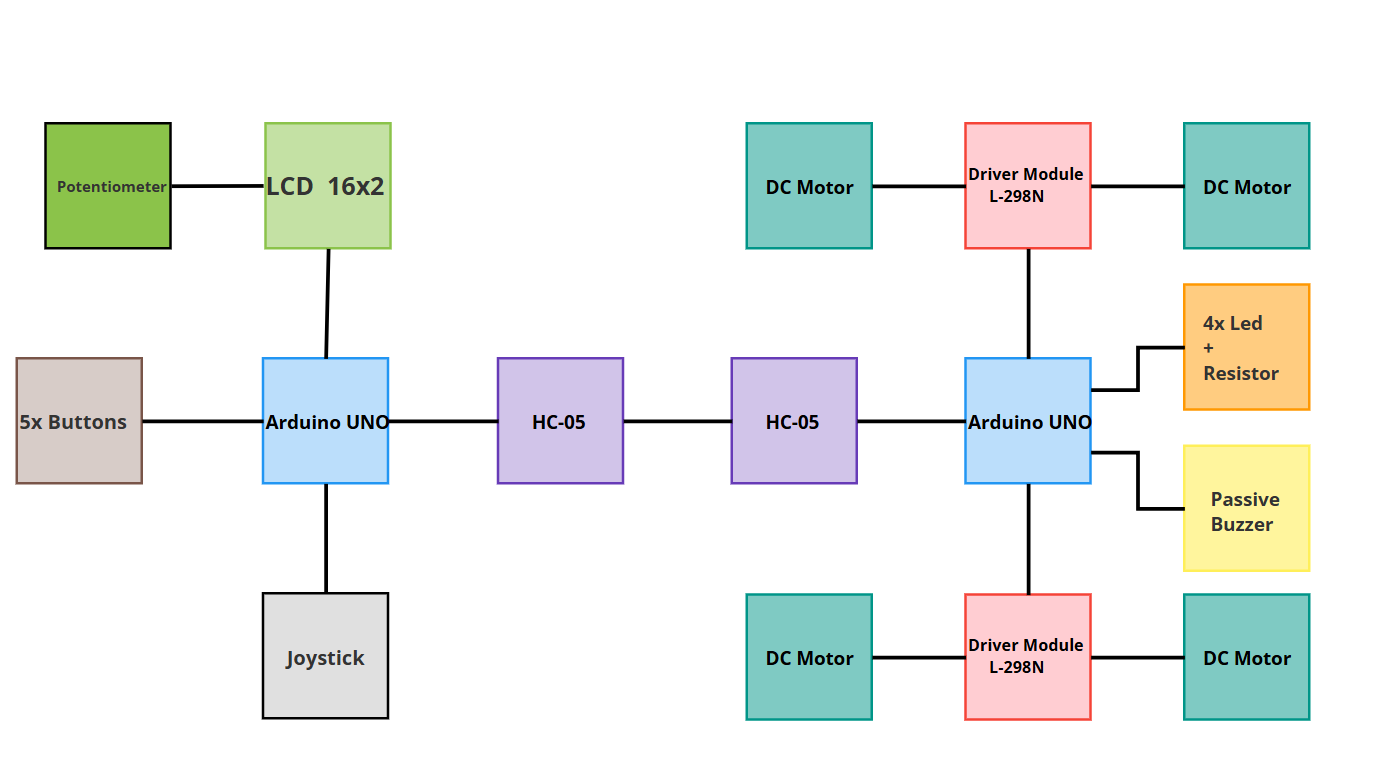 Potentiometer
LCD 16x2
DC Motor
Driver Module
L-298N
DC Motor
4x Led
+
Resistor
5x Buttons
Arduino UNO
HC-05
HC-05
Arduino UNO
Passive
Buzzer
Joystick
DC Motor
Driver Module
L-298N
DC Motor